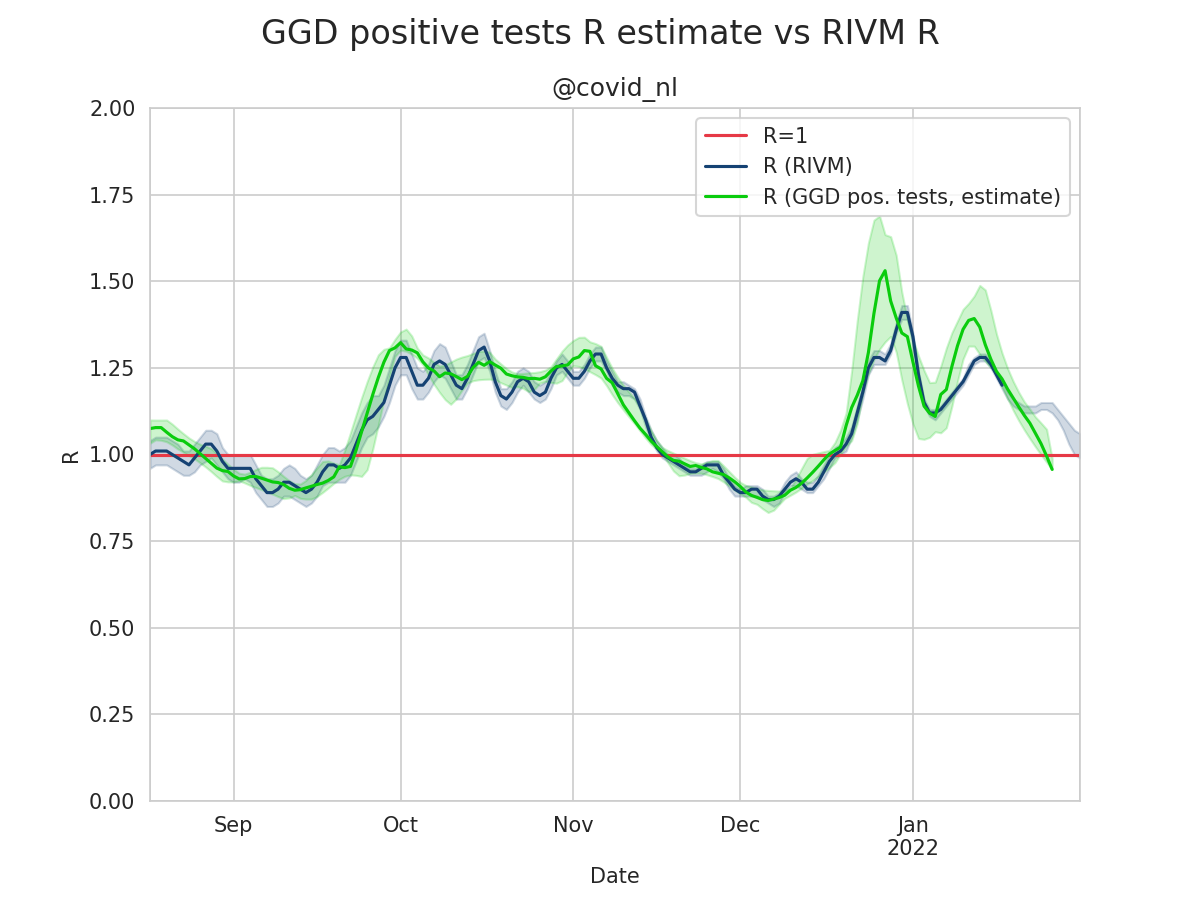 GGD positive tests R estimate vs RIVM R
@covid_nl
R=1
R (RIVM)
R (GGD pos. tests, estimate)
2.00
1.75
1.50
1.25
1.00
0.75
0.50
0.25
0.00
R
Sep
Oct
Nov
Dec
Jan
2022
Date